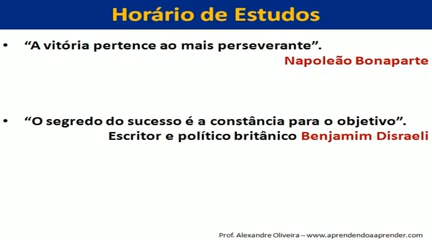 Horário de Estudos
• “A vitória pertence ao mais perseverante”.
Napoleão Bonaparte
• “O segredo do sucesso é a constância para o objetivo”.
Escritor e político britânico Benjamim Disraeli
Prof. Alexandre Oliveira – www.aprendendoaaprender.com